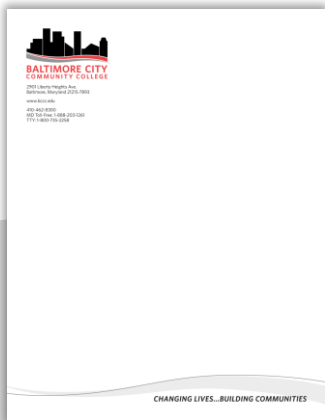 BALTIMORE CITY
COMMUNITY COLLEGE
2901 Liberty Heights Ave.
Baltimore, Maryland 21215-7893
www.bccc.edu
410-462-8300
MD Toll-Free: 1-888-203-1261
TTY: 1-800-735-2258
CHANGING LIVES...BUILDING COMMUNITIES